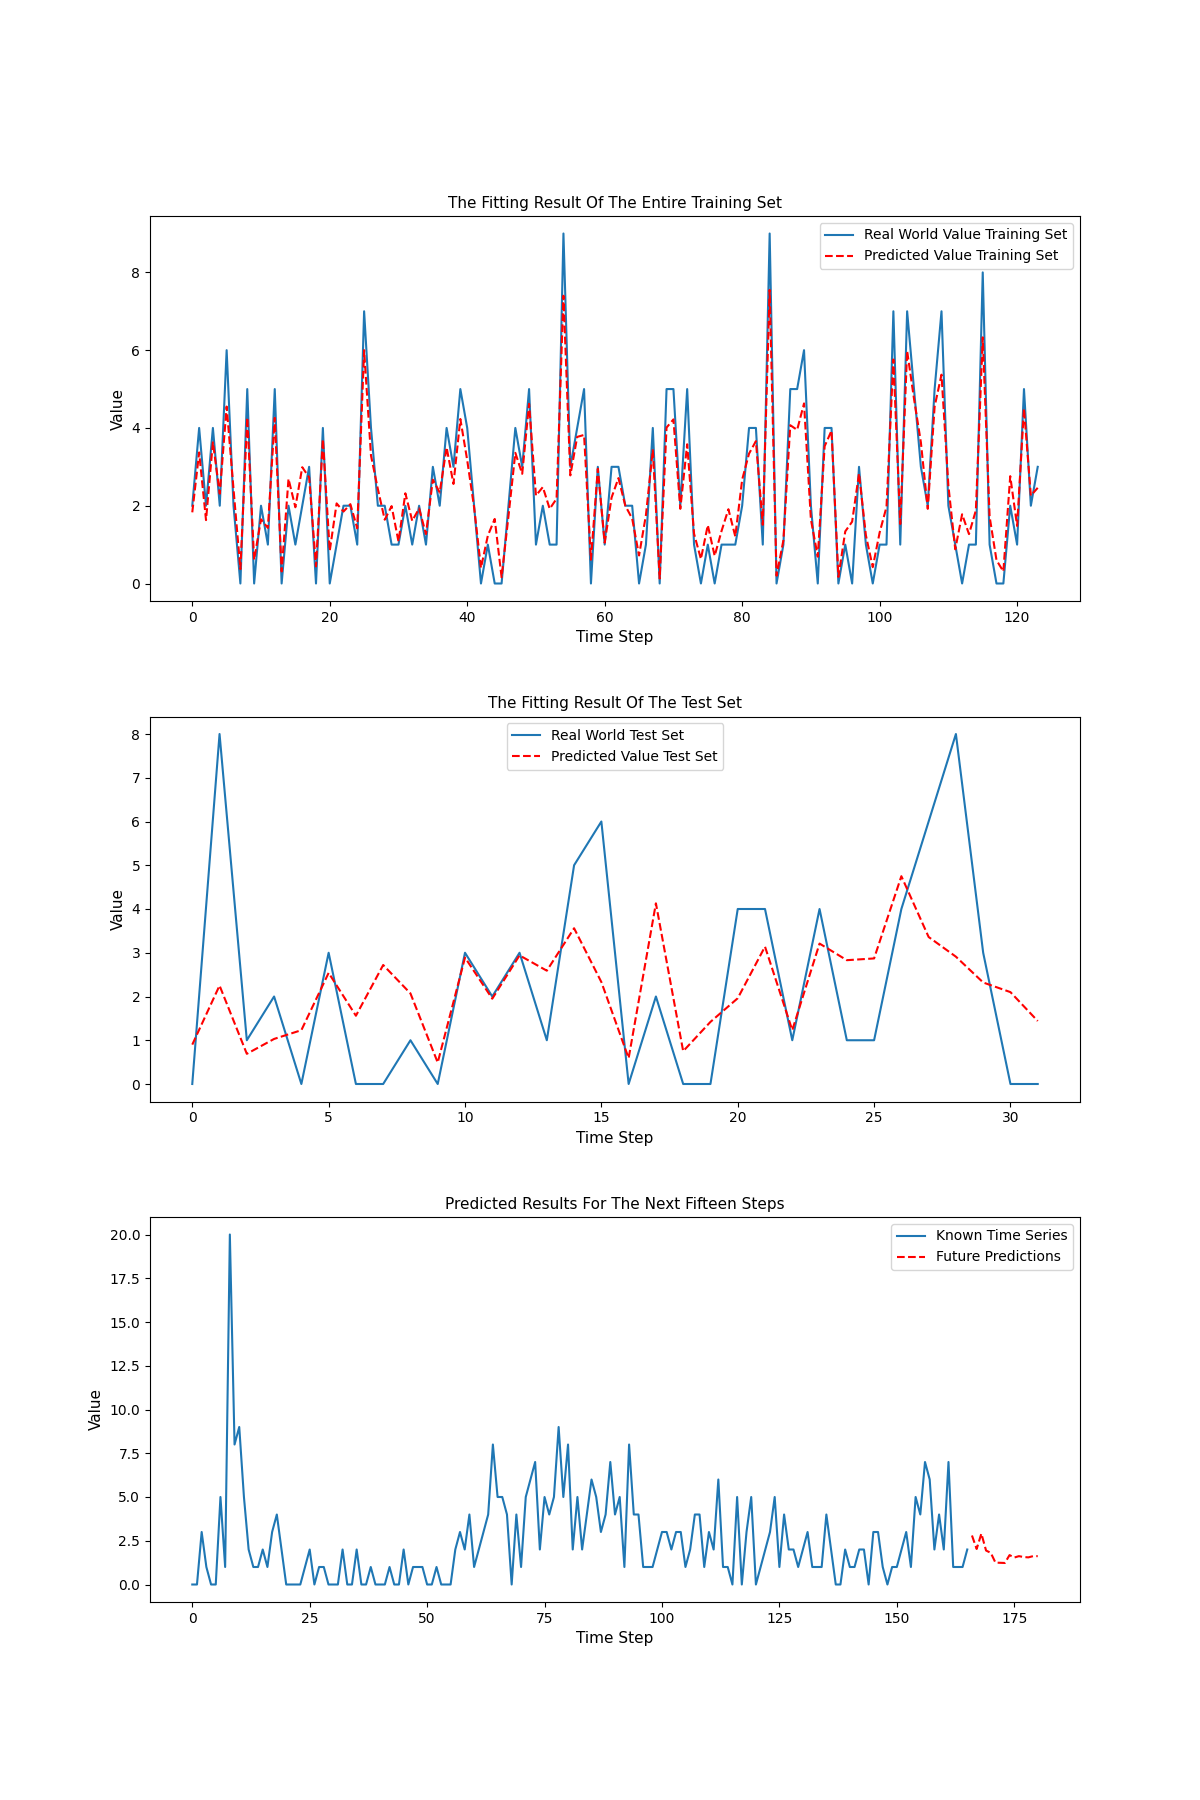 The Fitting Result Of The Entire Training Set
Real World Value Training Set
Predicted Value Training Set
Value
8
6
4
2
0
0 20 40 60 80 100 120
Time Step
The Fitting Result Of The Test Set
Real World Test Set
Predicted Value Test Set
Value
8
7
6
5
4
3
2
1
0
0 5 10 15 20 25 30
Time Step
Predicted Results For The Next Fifteen Steps
Known Time Series
Future Predictions
Value
20.0
17.5
15.0
12.5
10.0
7.5
5.0
2.5
0.0
0 25 50 75 100 125 150 175
Time Step